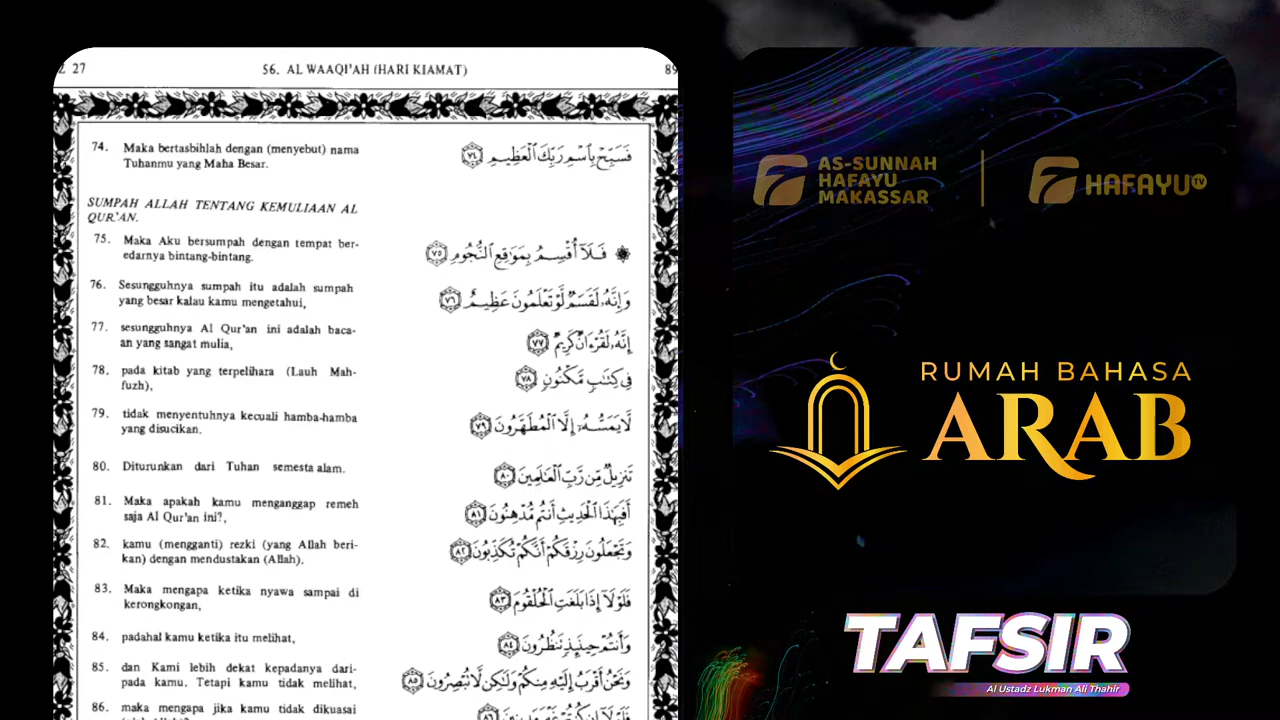 27
56. AL WAAQI'AH (HARI KIAMAT)
89
74. Maka bertasbihlah dengan (menyebut) nama
Tuhanmu yang Maha Besar.
فَسَبِّحْ بِاسْمِ رَبِّكَ الْعَظِيمِ ٧٤
SUMPAH ALLAH TENTANG KEMULIAAN AL
QUR'AN.
75. Maka Aku bersumpah dengan tempat ber-
edarnya bintang-bintang.
فَلَآ أُقْسِمُ بِمَوَٰقِعِ النُّجُومِ ٧٥
76. Sesungguhnya sumpah itu adalah sumpah
yang besar kalau kamu mengetahui,
وَإِنَّهُۥ لَقَسَمٌ لَّوْ تَعْلَمُونَ عَظِيمٌ ٧٦
77. sesungguhnya Al Qur'an ini adalah baca-
an yang sangat mulia,
إِنَّهُۥ لَقُرْءَانٌ كَرِيمٌ ٧٧
78. pada kitab yang terpelihara (Lauh Mah-
fuzh),
فِى كِتَٰبٍ مَّكْنُونٍ ٧٨
79. tidak menyentuhnya kecuali hamba-hamba
yang disucikan.
لَّا يَمَسُّهُۥٓ إِلَّا الْمُطَهَّرُونَ ٧٩
80. Diturunkan dari Tuhan semesta alam.
تَنزِيلٌ مِّن رَّبِّ الْعَٰلَمِينَ ٨٠
81. Maka apakah kamu menganggap remeh
saja Al Qur'an ini?,
أَفَبِهَٰذَا الْحَدِيثِ أَنتُم مُّدْهِنُونَ ٨١
82. kamu (mengganti) rezki (yang Allah beri-
kan) dengan mendustakan (Allah).
وَتَجْعَلُونَ رِزْقَكُمْ أَنَّكُمْ تُكَذِّبُونَ ٨٢
83. Maka mengapa ketika nyawa sampai di
kerongkongan,
فَلَوْلَآ إِذَا بَلَغَتِ الْحُلْقُومَ ٨٣
84. padahal kamu ketika itu melihat,
وَأَنتُمْ حِينَئِذٍ تَنظُرُونَ ٨٤
85. dan Kami lebih dekat kepadanya dari-
pada kamu. Tetapi kamu tidak melihat,
وَنَحْنُ أَقْرَبُ إِلَيْهِ مِنكُمْ وَلَٰكِن لَّا تُبْصِرُونَ ٨٥
86. maka mengapa jika kamu tidak dikuasai
AS-SUNNAH
HAFAYU
MAKASSAR
HAFAYU TV
RUMAH BAHASA
ARAB
TAFSIR
Al Ustadz Lukman Ali Thahir